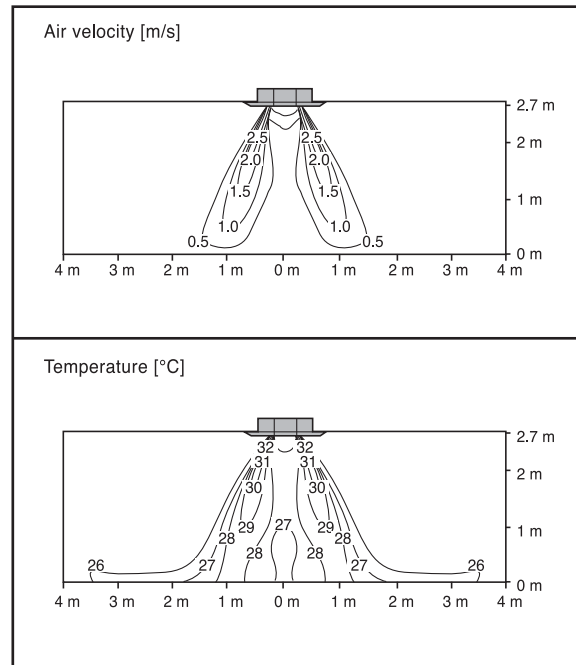 Air velocity [m/s]
2.7 m
2.5 2.5 2 m
2.0 2.0
1.5 1.5 1 m
1.0 1.0
0.5 0.5 0 m
4 m 3 m 2 m 1 m 0 m 1 m 2 m 3 m 4 m
Temperature [°C]
2.7 m
32 32
31 31 2 m
30 30
29 27 29 1 m
28 28 28 28
26 27 27 26 0 m
4 m 3 m 2 m 1 m 0 m 1 m 2 m 3 m 4 m